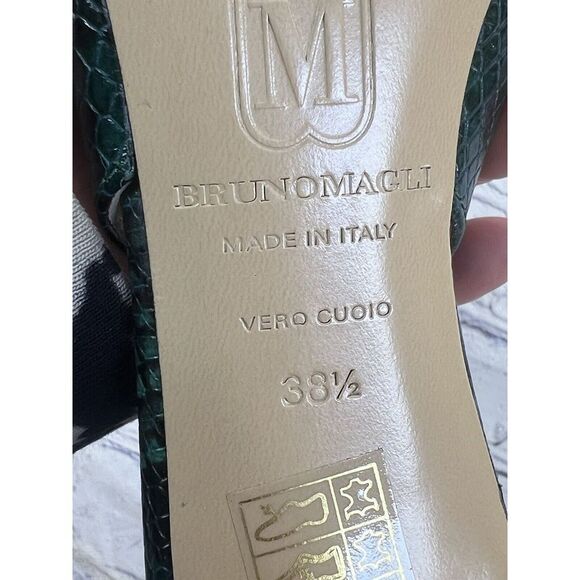 M
BRUNOMAGLI
MADE IN ITALY
VERO CUOIO
38½